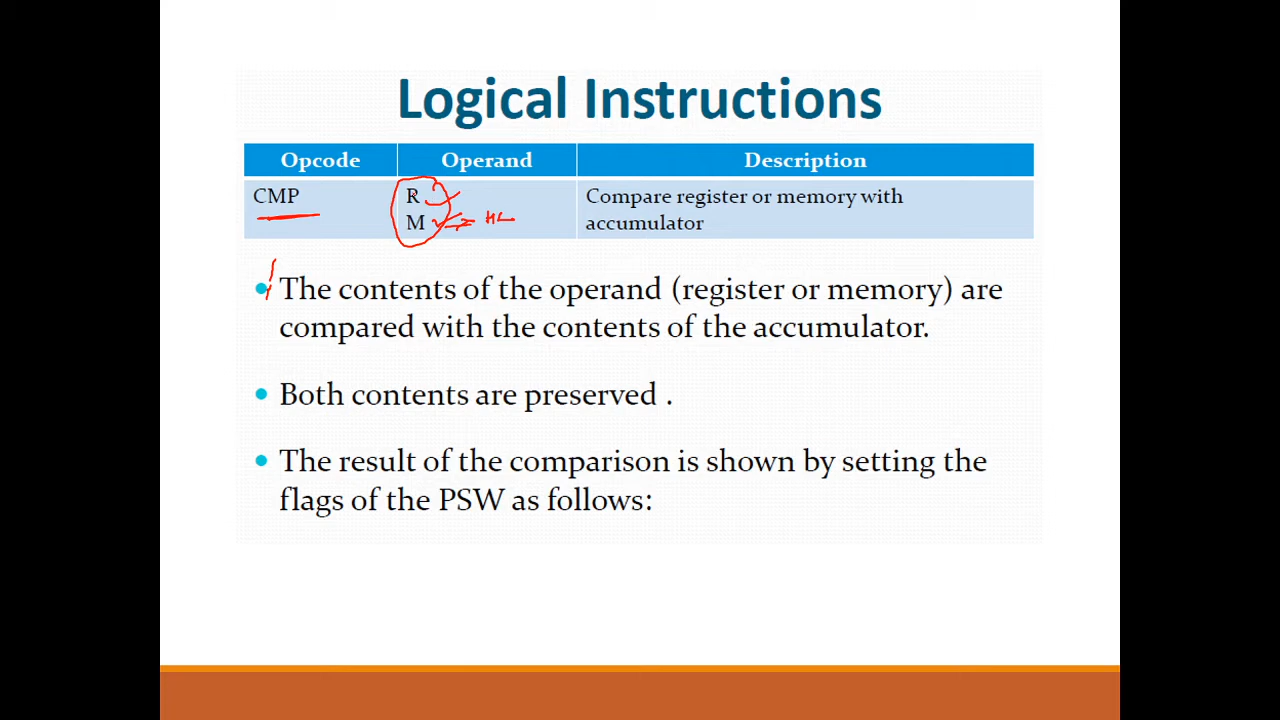 Logical Instructions
Opcode Operand Description
CMP R Compare register or memory with
M HL accumulator
The contents of the operand (register or memory) are
compared with the contents of the accumulator.
Both contents are preserved .
The result of the comparison is shown by setting the
flags of the PSW as follows: